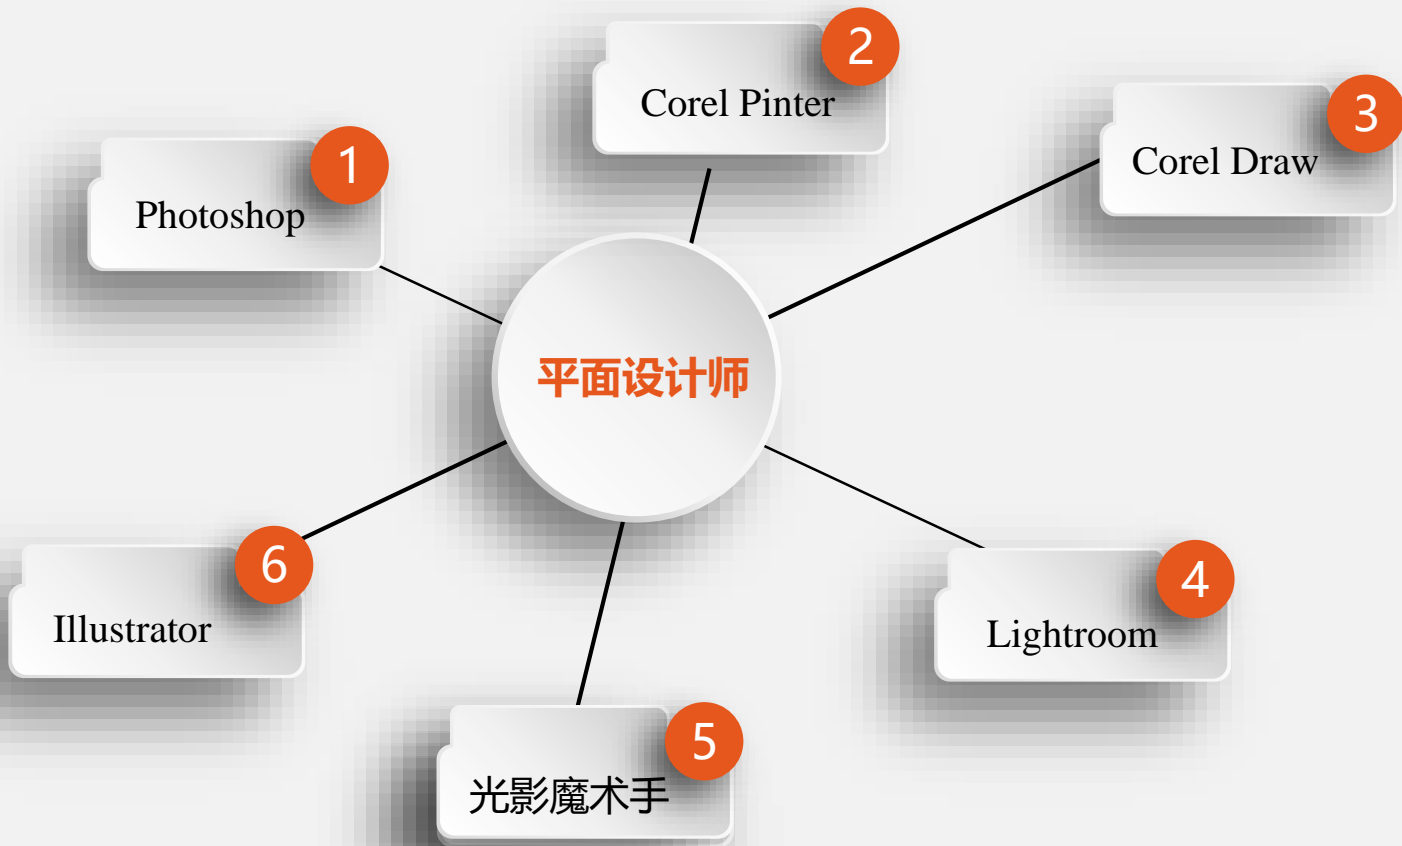 1
Photoshop
2
Corel Pinter
3
Corel Draw
平面设计师
4
Lightroom
5
光影魔术手
6
Illustrator